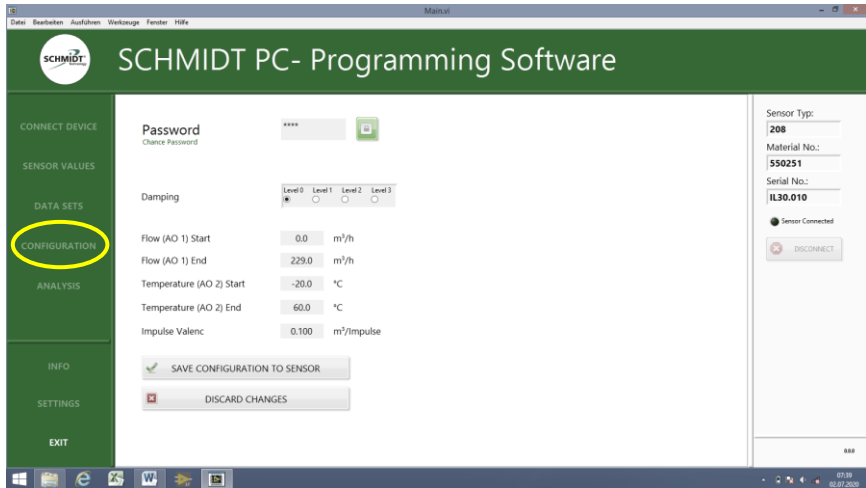 Main.vi
Datei Bearbeiten Ausführen Werkzeuge Fenster Hilfe
SCHMIDT
Technology
SCHMIDT PC- Programming Software
CONNECT DEVICE
SENSOR VALUES
DATA SETS
CONFIGURATION
ANALYSIS
INFO
SETTINGS
EXIT
Password ****
Chance Password
Damping
Level 0 Level 1 Level 2 Level 3
Flow (AO 1) Start 0.0 m³/h
Flow (AO 1) End 229.0 m³/h
Temperature (AO 2) Start -20.0 °C
Temperature (AO 2) End 60.0 °C
Impulse Valenc 0.100 m³/Impulse
SAVE CONFIGURATION TO SENSOR
DISCARD CHANGES
Sensor Typ:
208
Material No.:
550251
Serial No.:
IL30.010
Sensor Connected
DISCONNECT
07:39
02.07.2020